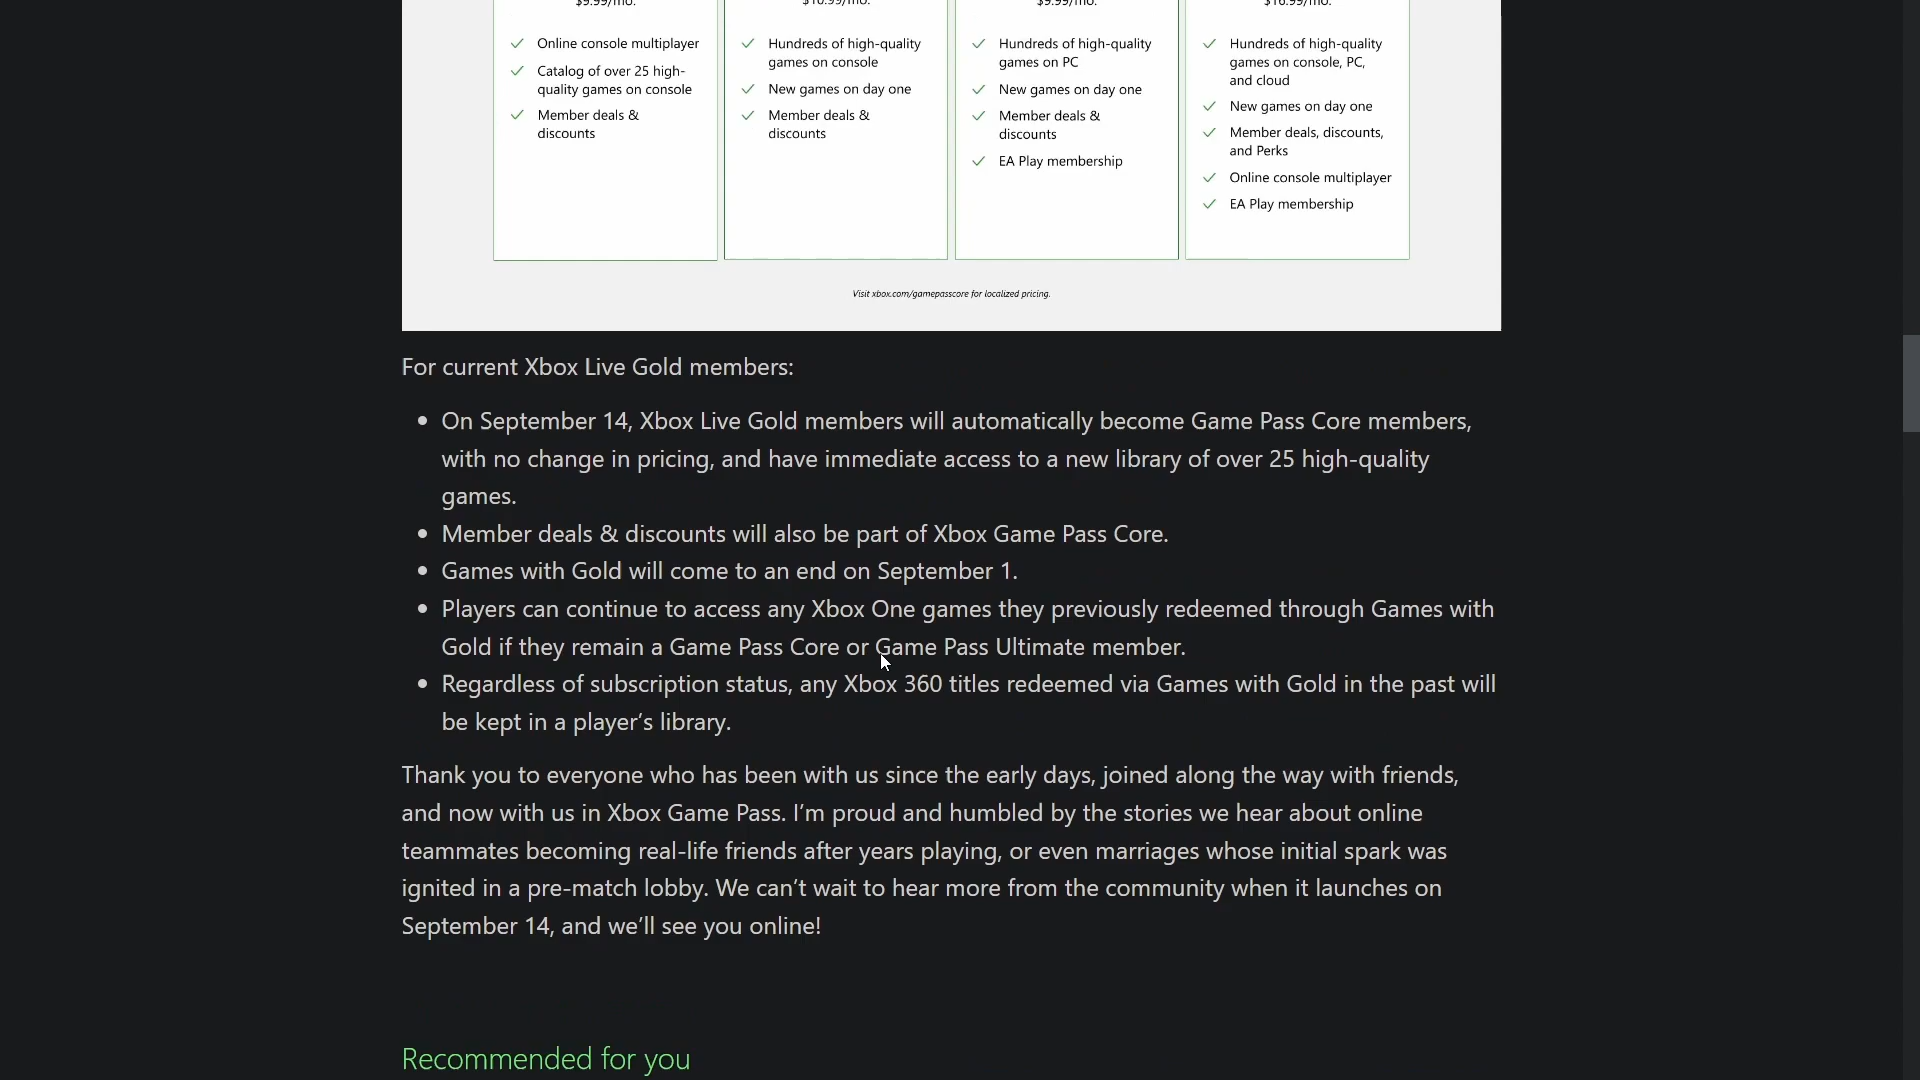 $9.99/mo.
$10.99/mo.
$9.99/mo.
$16.99/mo.
Online console multiplayer
Catalog of over 25 high-
quality games on console
Member deals &
discounts
Hundreds of high-quality
games on console
New games on day one
Member deals &
discounts
Hundreds of high-quality
games on PC
New games on day one
Member deals &
discounts
EA Play membership
Hundreds of high-quality
games on console, PC,
and cloud
New games on day one
Member deals, discounts,
and Perks
Online console multiplayer
EA Play membership
Visit xbox.com/gamepasscore for localized pricing.
For current Xbox Live Gold members:
On September 14, Xbox Live Gold members will automatically become Game Pass Core members,
with no change in pricing, and have immediate access to a new library of over 25 high-quality
games.
Member deals & discounts will also be part of Xbox Game Pass Core.
Games with Gold will come to an end on September 1.
Players can continue to access any Xbox One games they previously redeemed through Games with
Gold if they remain a Game Pass Core or Game Pass Ultimate member.
Regardless of subscription status, any Xbox 360 titles redeemed via Games with Gold in the past will
be kept in a player’s library.
Thank you to everyone who has been with us since the early days, joined along the way with friends,
and now with us in Xbox Game Pass. I’m proud and humbled by the stories we hear about online
teammates becoming real-life friends after years playing, or even marriages whose initial spark was
ignited in a pre-match lobby. We can’t wait to hear more from the community when it launches on
September 14, and we’ll see you online!
Recommended for you